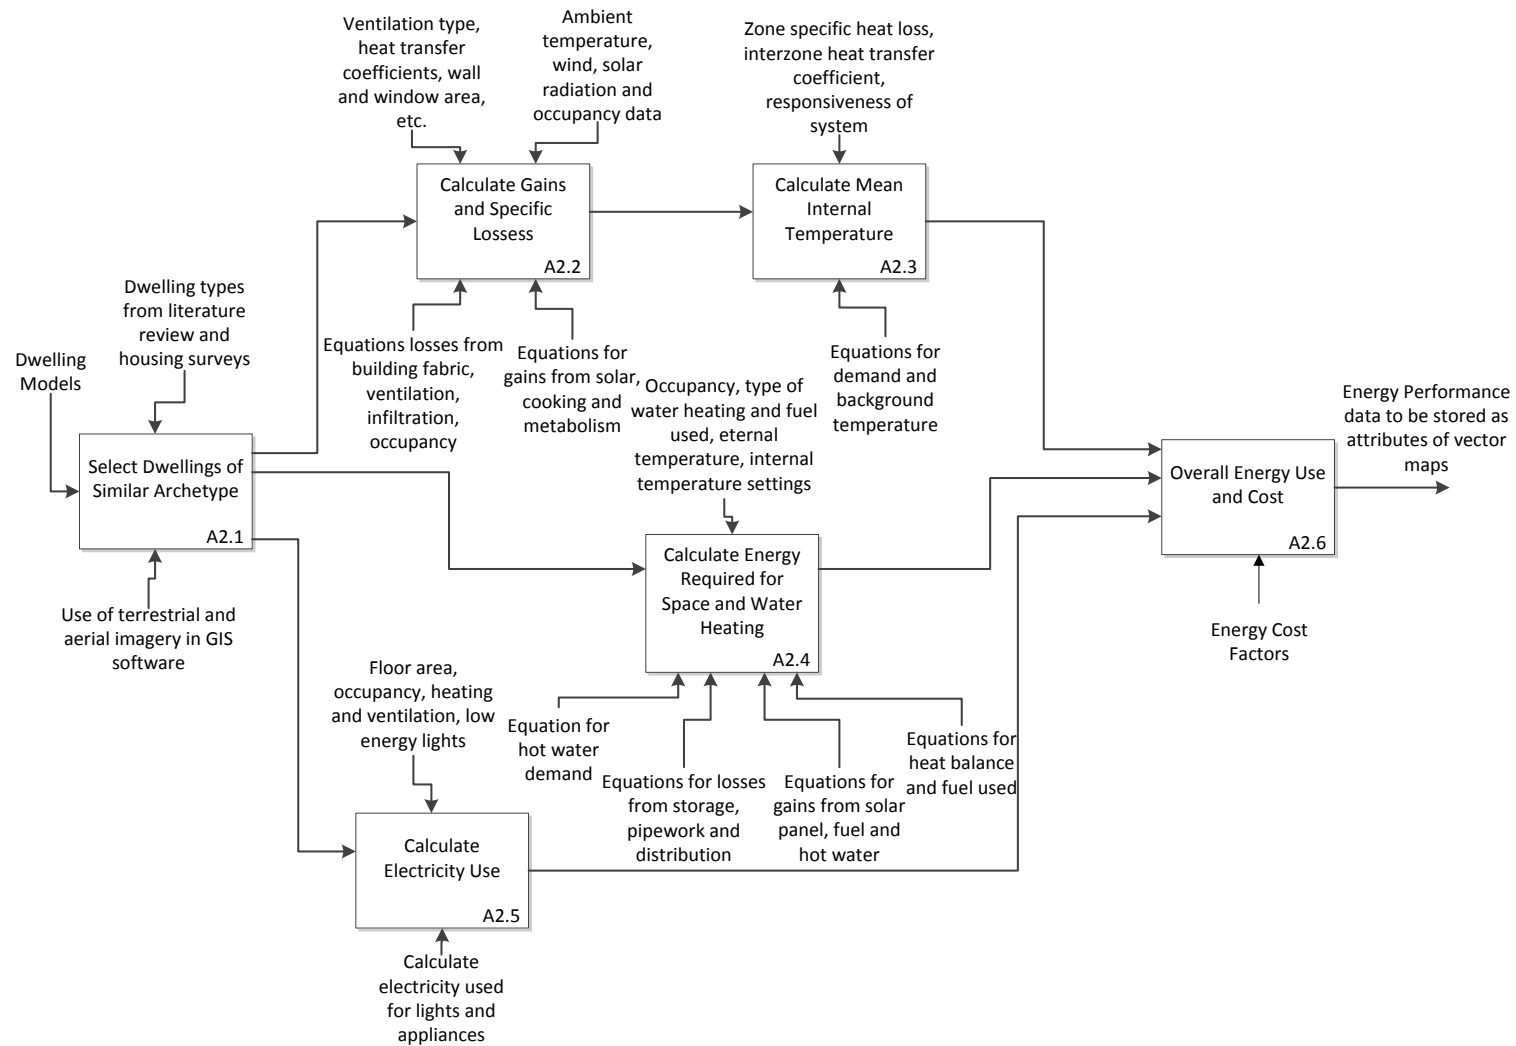 Ventilation type,
heat transfer
coefficients, wall
and window area,
etc.
Ambient
temperature,
wind, solar
radiation and
occupancy data
Zone specific heat loss,
interzone heat transfer
coefficient,
responsiveness of
system
Calculate Gains
and Specific
Lossess
A2.2
Calculate Mean
Internal
Temperature
A2.3
Dwelling types
from literature
review and
housing surveys
Dwelling
Models
Equations losses from
building fabric,
ventilation,
infiltration,
occupancy
Equations for
gains from solar,
cooking and
metabolism
Occupancy, type of
water heating and fuel
used, eternal
temperature, internal
temperature settings
Equations for
demand and
background
temperature
Energy Performance
data to be stored as
attributes of vector
maps
Select Dwellings of
Similar Archetype
A2.1
Overall Energy Use
and Cost
A2.6
Use of terrestrial and
aerial imagery in GIS
software
Calculate Energy
Required for
Space and Water
Heating
A2.4
Energy Cost
Factors
Floor area,
occupancy, heating
and ventilation, low
energy lights
Equation for
hot water
demand
Equations for losses
from storage,
pipework and
distribution
Equations for
gains from solar
panel, fuel and
hot water
Equations for
heat balance
and fuel used
Calculate
Electricity Use
A2.5
Calculate
electricity used
for lights and
appliances